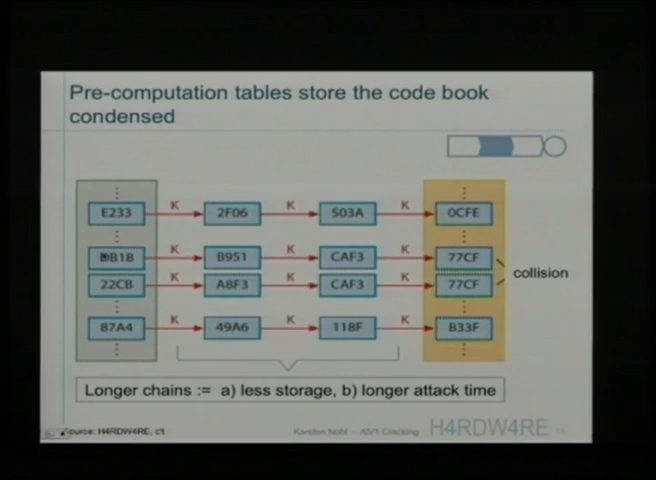 Pre-computation tables store the code book
condensed
E233 K 2F06 K 503A K 0CFE
DB18 K B951 K CAF3 K 77CF
collision
22CB K A8F3 K CAF3 K 77CF
87A4 K 49A6 K 118F K B33F
Longer chains := a) less storage, b) longer attack time
Source: H4RDW4RE, c't
Karsten Nohl – A5/1 Cracking
H4RDW4RE